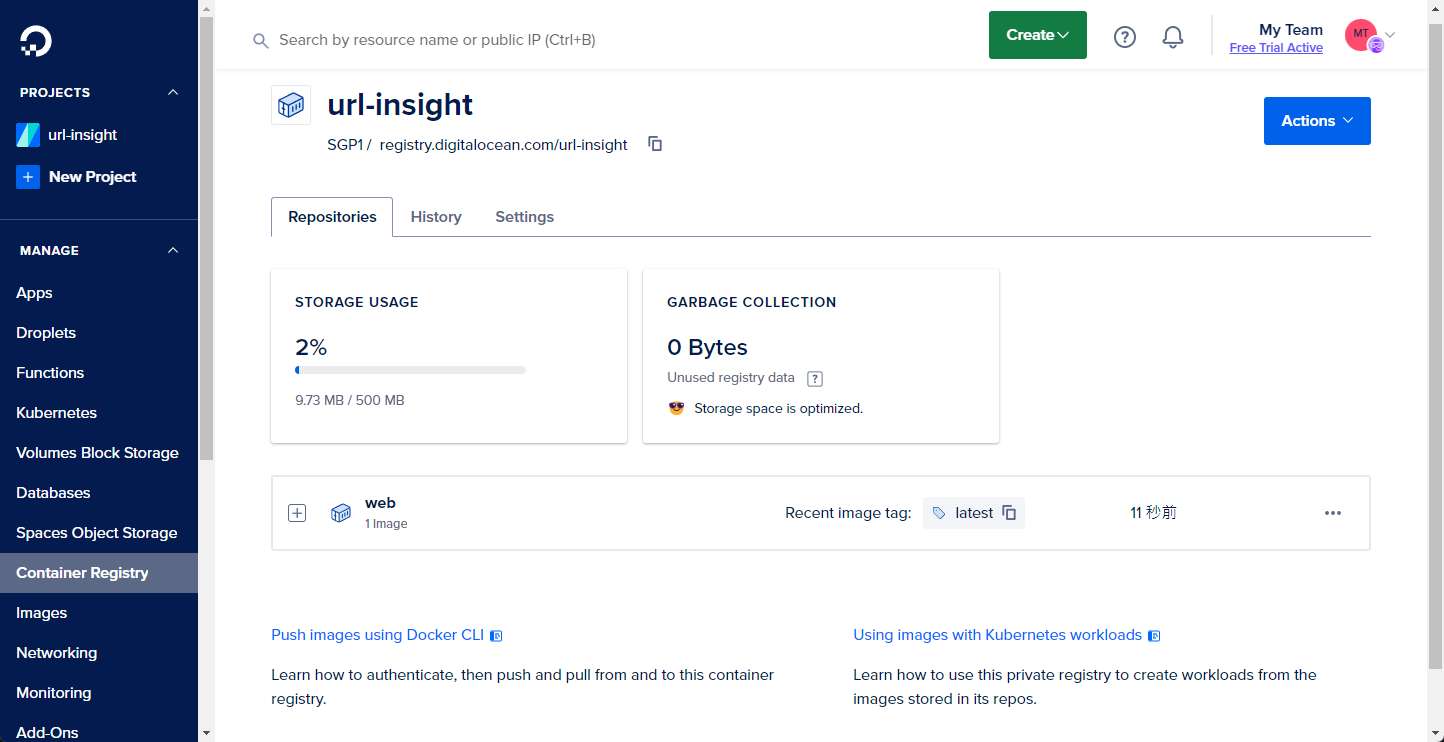 Search by resource name or public IP (Ctrl+B)
Create
?
My Team
Free Trial Active
MT
PROJECTS
url-insight
+ New Project
MANAGE
Apps
Droplets
Functions
Kubernetes
Volumes Block Storage
Databases
Spaces Object Storage
Container Registry
Images
Networking
Monitoring
Add-Ons
url-insight
SGP1 / registry.digitalocean.com/url-insight
Actions
Repositories
History
Settings
STORAGE USAGE
2%
9.73 MB / 500 MB
GARBAGE COLLECTION
0 Bytes
Unused registry data ?
Storage space is optimized.
web
1 Image
Recent image tag: latest
11 秒前
Push images using Docker CLI
Learn how to authenticate, then push and pull from and to this container
registry.
Using images with Kubernetes workloads
Learn how to use this private registry to create workloads from the
images stored in its repos.